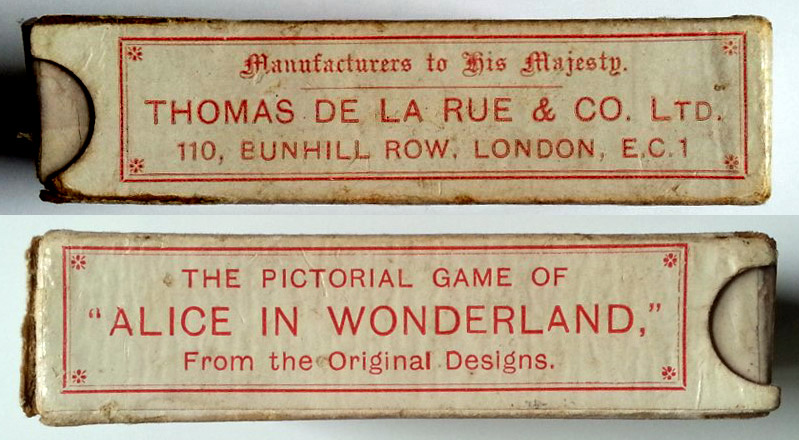 Manufacturers to His Majesty.
THOMAS DE LA RUE & CO. LTD.
110, BUNHILL ROW, LONDON, E.C.1
THE PICTORIAL GAME OF
“ALICE IN WONDERLAND,”
From the Original Designs.